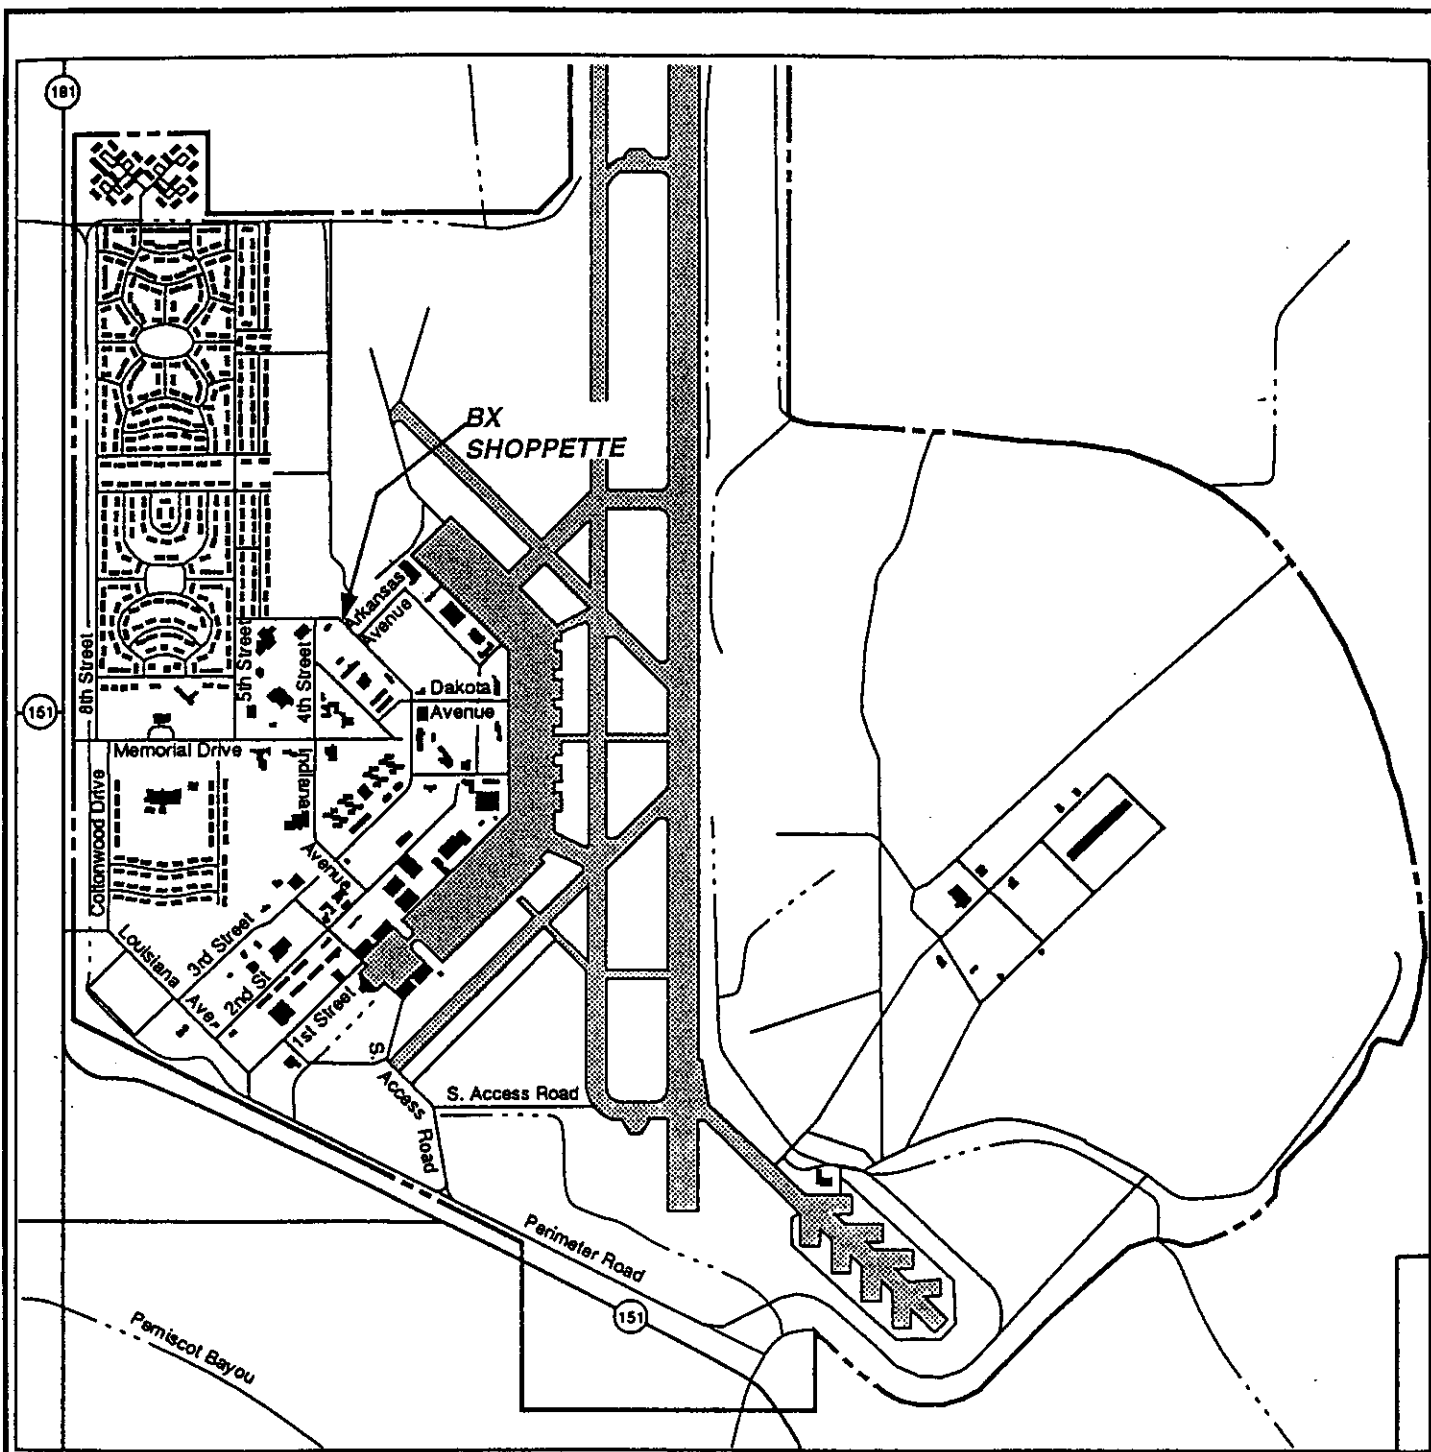 181
BX
SHOPPETTE
Arkansas
Avenue
8th Street
5th Street
4th Street
Dakota
Avenue
151
Memorial Drive
Indiana
Avenue
Cottonwood Drive
Louisiana
Ave.
3rd Street
2nd St
1st Street
S.
Access
Road
S. Access Road
Perimeter Road
151
Pemiscot Bayou